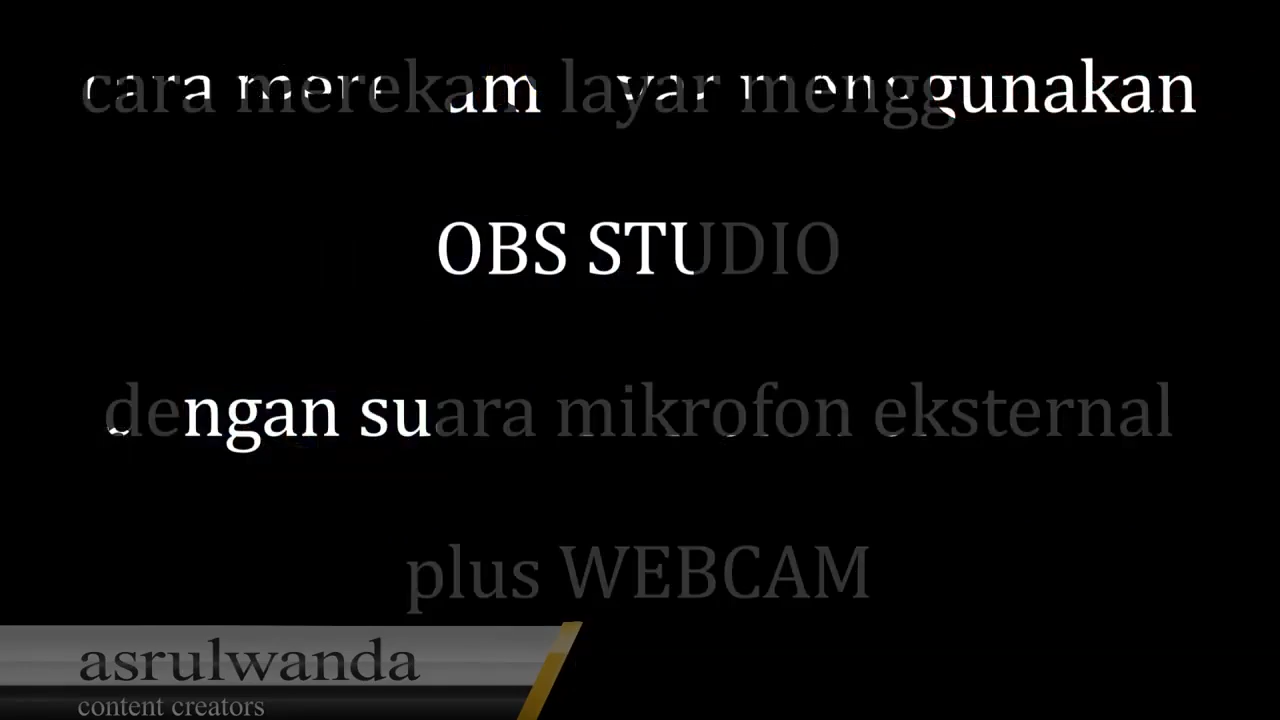 cara merekam layar menggunakan
OBS STUDIO
dengan suara mikrofon eksternal
plus WEBCAM
asrulwanda
content creators